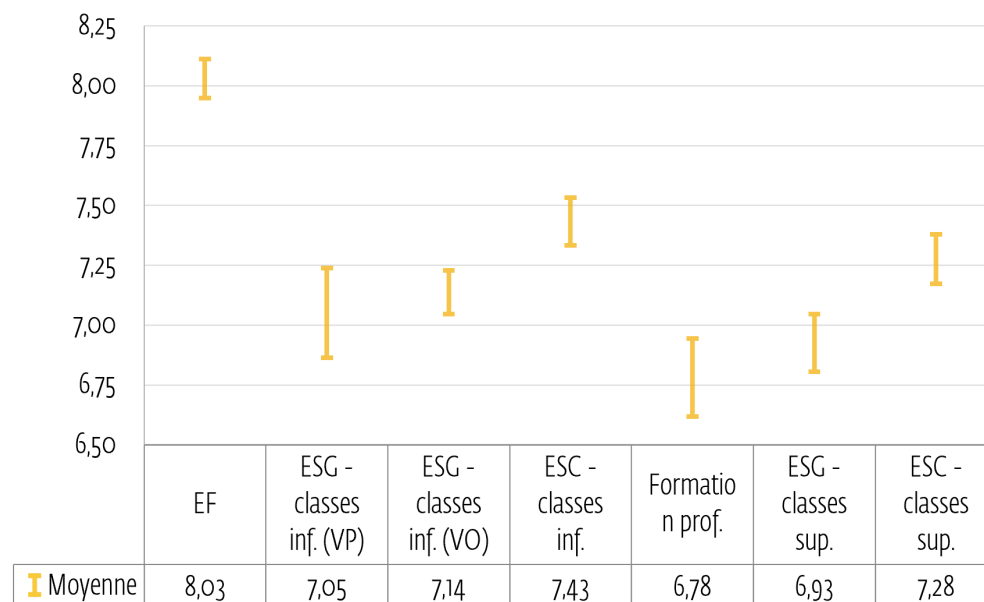 8,25
8,00
7,75
7,50
7,25
7,00
6,75
6,50
EF
ESG -
classes
inf. (VP)
ESG -
classes
inf. (VO)
ESC -
classes
inf.
Formatio
n prof.
ESG -
classes
sup.
ESC -
classes
sup.
Moyenne 8,03 7,05 7,14 7,43 6,78 6,93 7,28